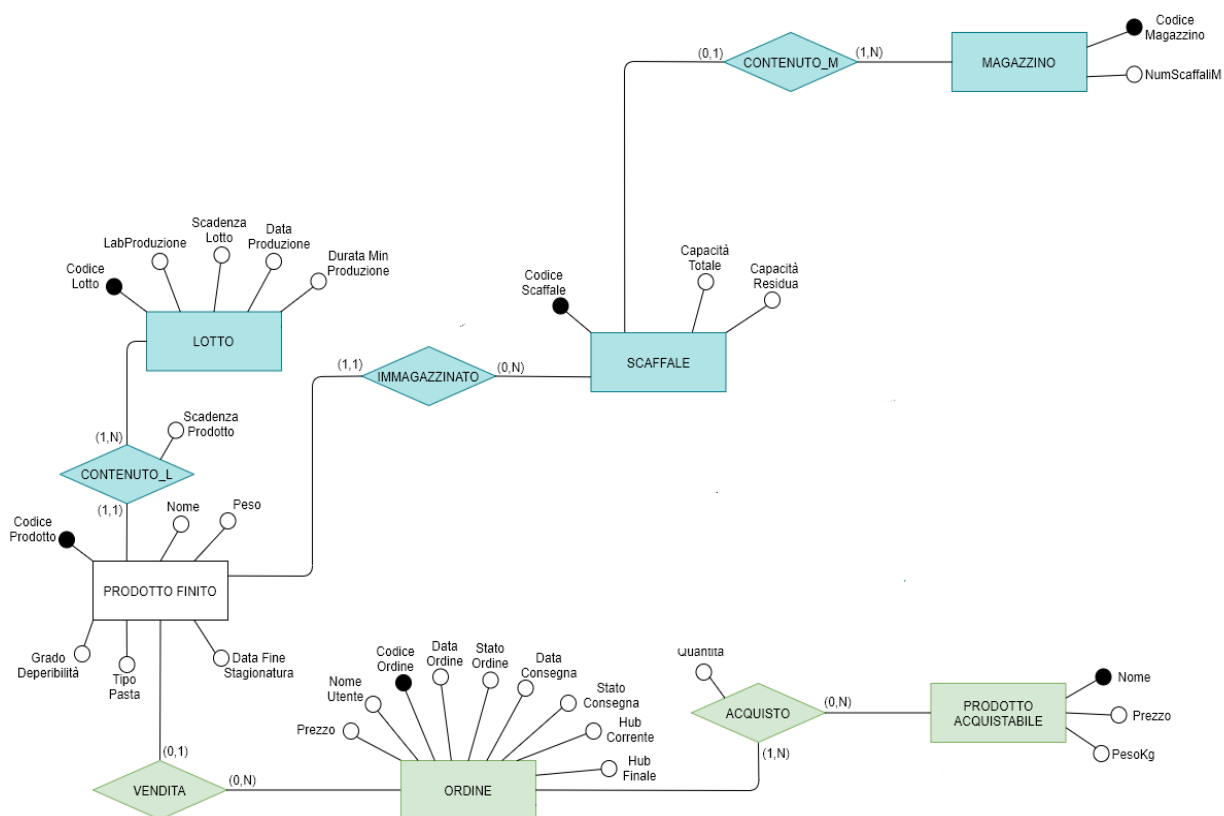 Codice
Magazzino
(0,1)
CONTENUTO_M
(1,N)
MAGAZZINO
NumScaffaliM
Scadenza
Lotto
Data
Produzione
LabProduzione
Durata Min
Produzione
Codice
Lotto
LOTTO
Capacità
Totale
Capacità
Residua
Codice
Scaffale
SCAFFALE
(1,1)
IMMAGAZZINATO
(0,N)
Scadenza
Prodotto
(1,N)
CONTENUTO_L
(1,1)
Nome
Peso
Codice
Prodotto
PRODOTTO FINITO
Grado
Deperibilità
Tipo
Pasta
Data Fine
Stagionatura
(0,1)
VENDITA
(0,N)
Prezzo
Nome
Utente
Codice
Ordine
Data
Ordine
Stato
Ordine
Data
Consegna
Stato
Consegna
Hub
Corrente
Hub
Finale
ORDINE
Quantità
ACQUISTO
(0,N)
(1,N)
PRODOTTO
ACQUISTABILE
Nome
Prezzo
PesoKg